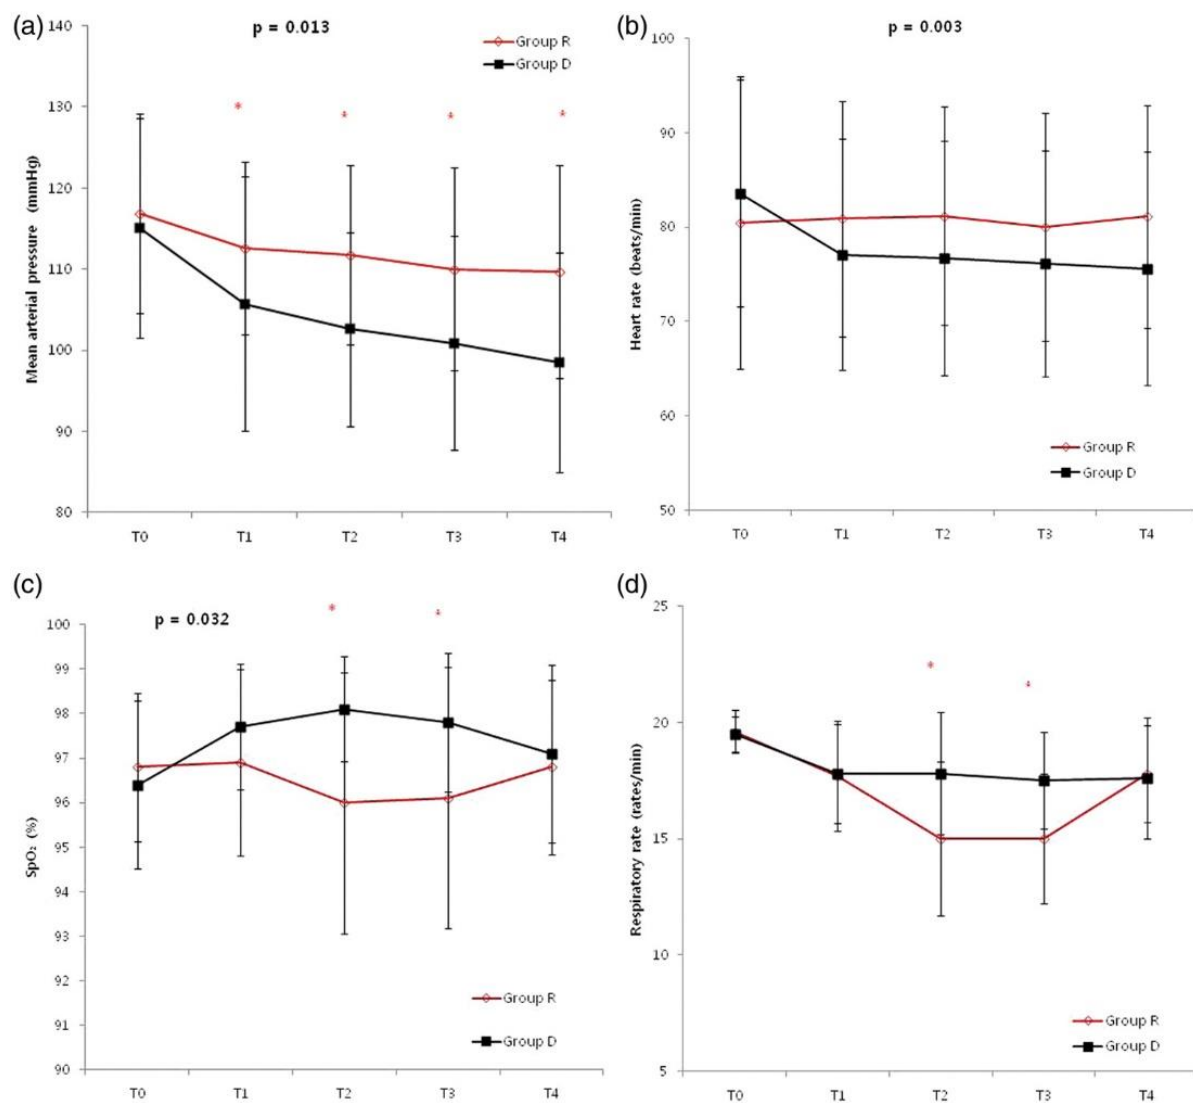 (a)
p = 0.013
Group R
Group D
Mean arterial pressure (mmHg)
140
130
120
110
100
90
80
T0 T1 T2 T3 T4
* * * *
(b)
p = 0.003
Heart rate (beats/min)
100
90
80
70
60
50
Group R
Group D
T0 T1 T2 T3 T4
(c)
p = 0.032
* *
SpO₂ (%)
100
99
98
97
96
95
94
93
92
91
90
Group R
Group D
T0 T1 T2 T3 T4
(d)
* *
Respiratory rate (rates/min)
25
20
15
10
5
Group R
Group D
T0 T1 T2 T3 T4